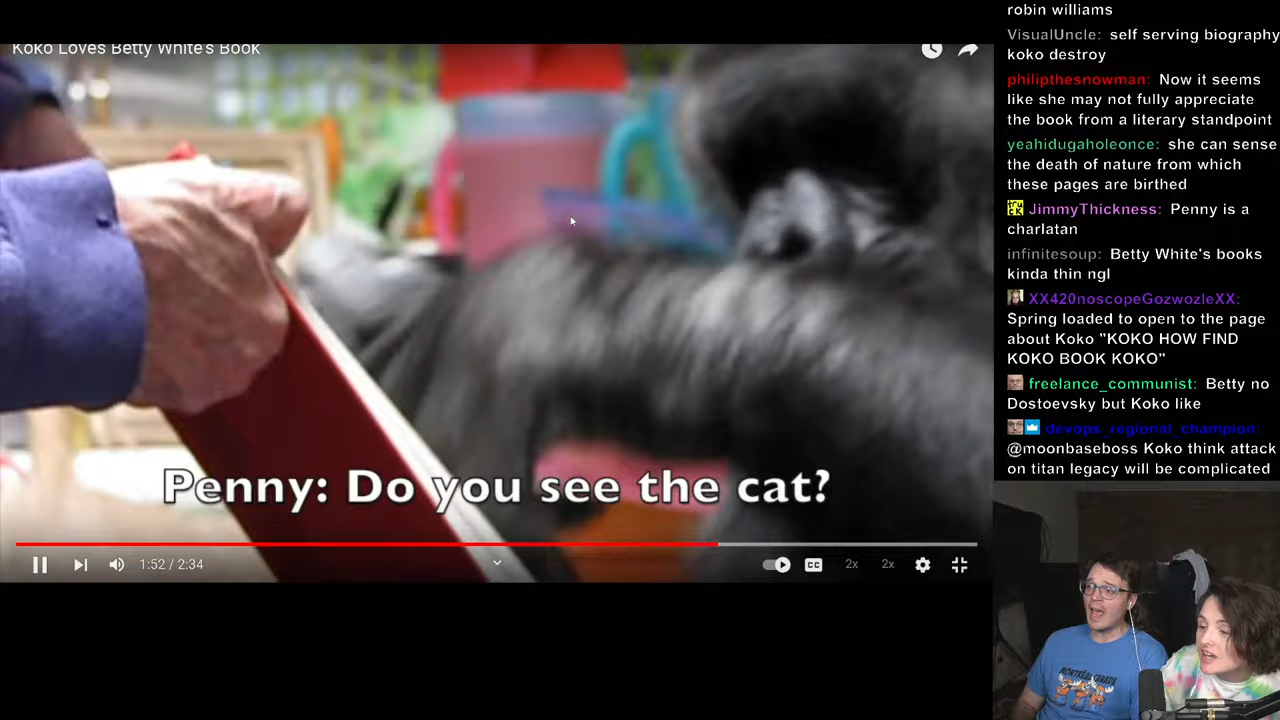 Koko Loves Betty White's Book
Penny: Do you see the cat?
1:52 / 2:34
CC
2x
2x
robin williams
VisualUncle: self serving biography
koko destroy
philipthesnowman: Now it seems
like she may not fully appreciate
the book from a literary standpoint
yeahidugaholeonce: she can sense
the death of nature from which
these pages are birthed
JimmyThickness: Penny is a
charlatan
infinitesoup: Betty White's books
kinda thin ngl
XX420noscopeGozwozleXX:
Spring loaded to open to the page
about Koko "KOKO HOW FIND
KOKO BOOK KOKO"
freelance_communist: Betty no
Dostoevsky but Koko like
devops_regional_champion:
@moonbaseboss Koko think attack
on titan legacy will be complicated
MONTRÉAL CANADA